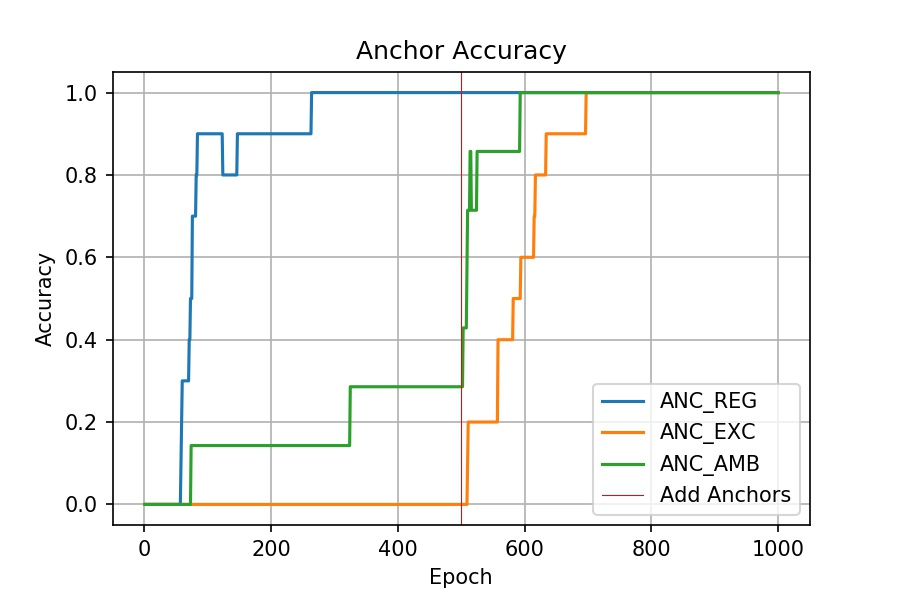 Anchor Accuracy
1.0
0.8
0.6
0.4
0.2
0.0
Accuracy
0 200 400 600 800 1000
Epoch
ANC_REG
ANC_EXC
ANC_AMB
Add Anchors